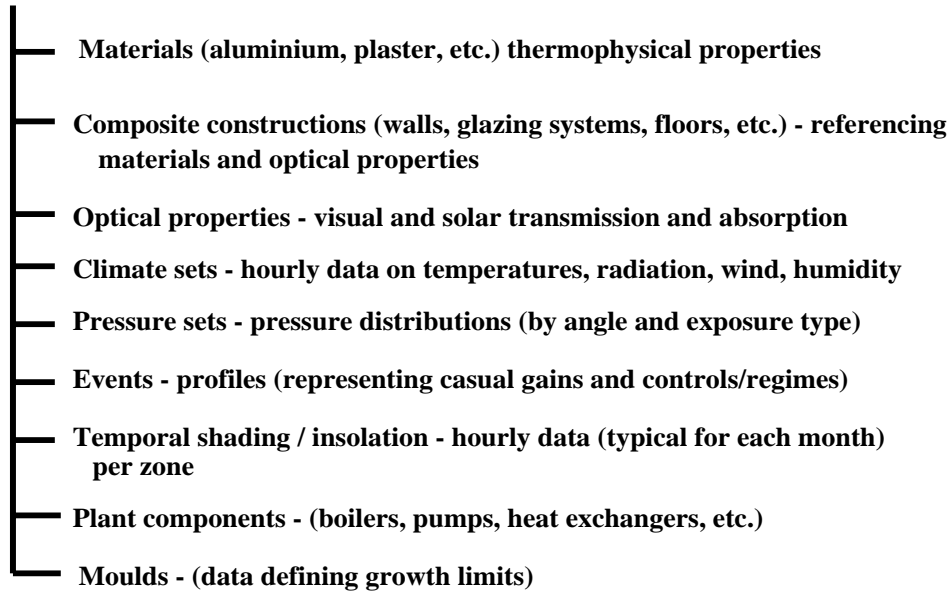 Materials (aluminium, plaster, etc.) thermophysical properties
Composite constructions (walls, glazing systems, floors, etc.) - referencing
materials and optical properties
Optical properties - visual and solar transmission and absorption
Climate sets - hourly data on temperatures, radiation, wind, humidity
Pressure sets - pressure distributions (by angle and exposure type)
Events - profiles (representing casual gains and controls/regimes)
Temporal shading / insolation - hourly data (typical for each month)
per zone
Plant components - (boilers, pumps, heat exchangers, etc.)
Moulds - (data defining growth limits)